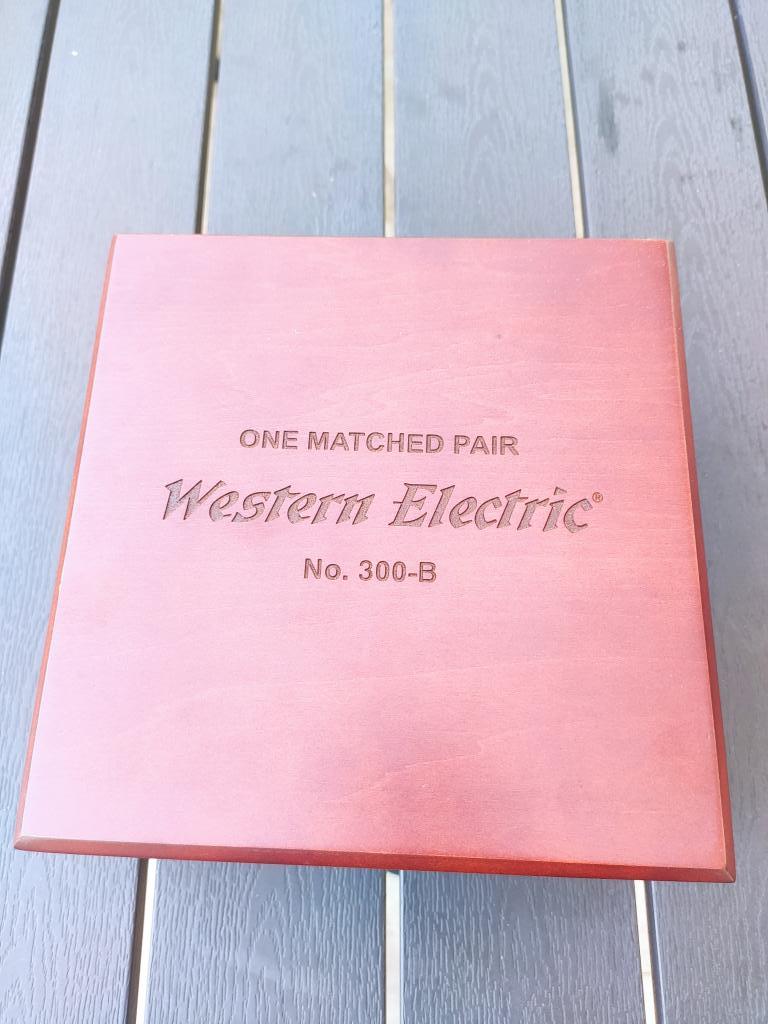 ONE MATCHED PAIR
Western Electric®
No. 300-B